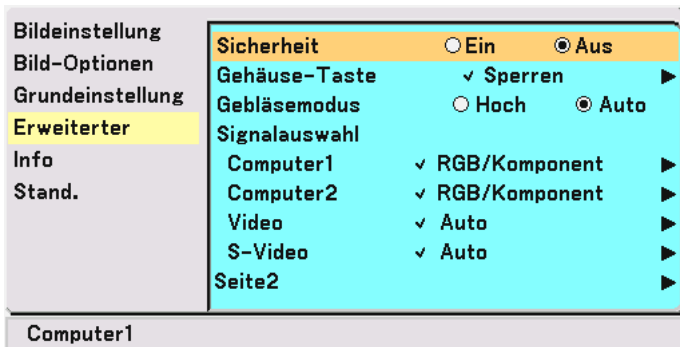 Bildeinstellung
Bild-Optionen
Grundeinstellung
Erweiterter
Info
Stand.
Sicherheit Ein Aus
Gehäuse-Taste ✓ Sperren ▶
Gebläsemodus Hoch Auto
Signalauswahl
Computer1 ✓ RGB/Komponent ▶
Computer2 ✓ RGB/Komponent ▶
Video ✓ Auto ▶
S-Video ✓ Auto ▶
Seite2 ▶
Computer1